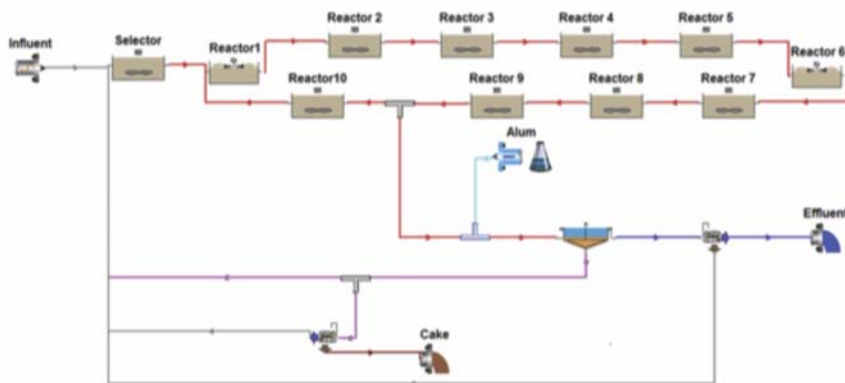 Influent
Selector
Reactor1
Reactor 2
Reactor 3
Reactor 4
Reactor 5
Reactor 6
Reactor10
Reactor 9
Reactor 8
Reactor 7
Alum
Effluent
Cake